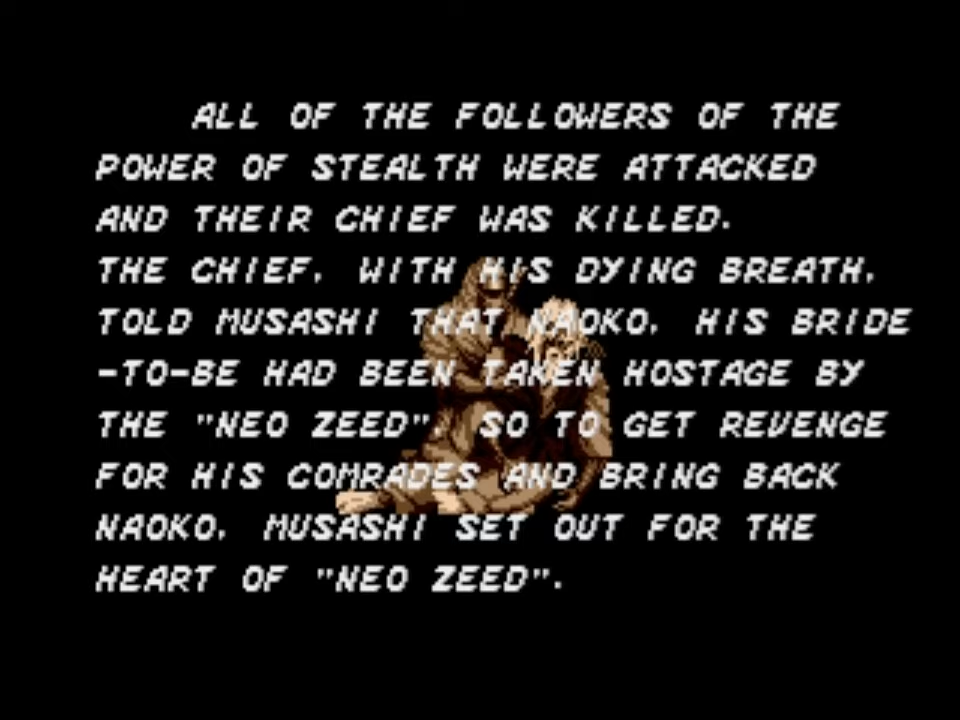 ALL OF THE FOLLOWERS OF THE
POWER OF STEALTH WERE ATTACKED
AND THEIR CHIEF WAS KILLED.
THE CHIEF, WITH HIS DYING BREATH,
TOLD MUSASHI THAT NAOKO, HIS BRIDE
-TO-BE HAD BEEN TAKEN HOSTAGE BY
THE "NEO ZEED". SO TO GET REVENGE
FOR HIS COMRADES AND BRING BACK
NAOKO, MUSASHI SET OUT FOR THE
HEART OF "NEO ZEED".